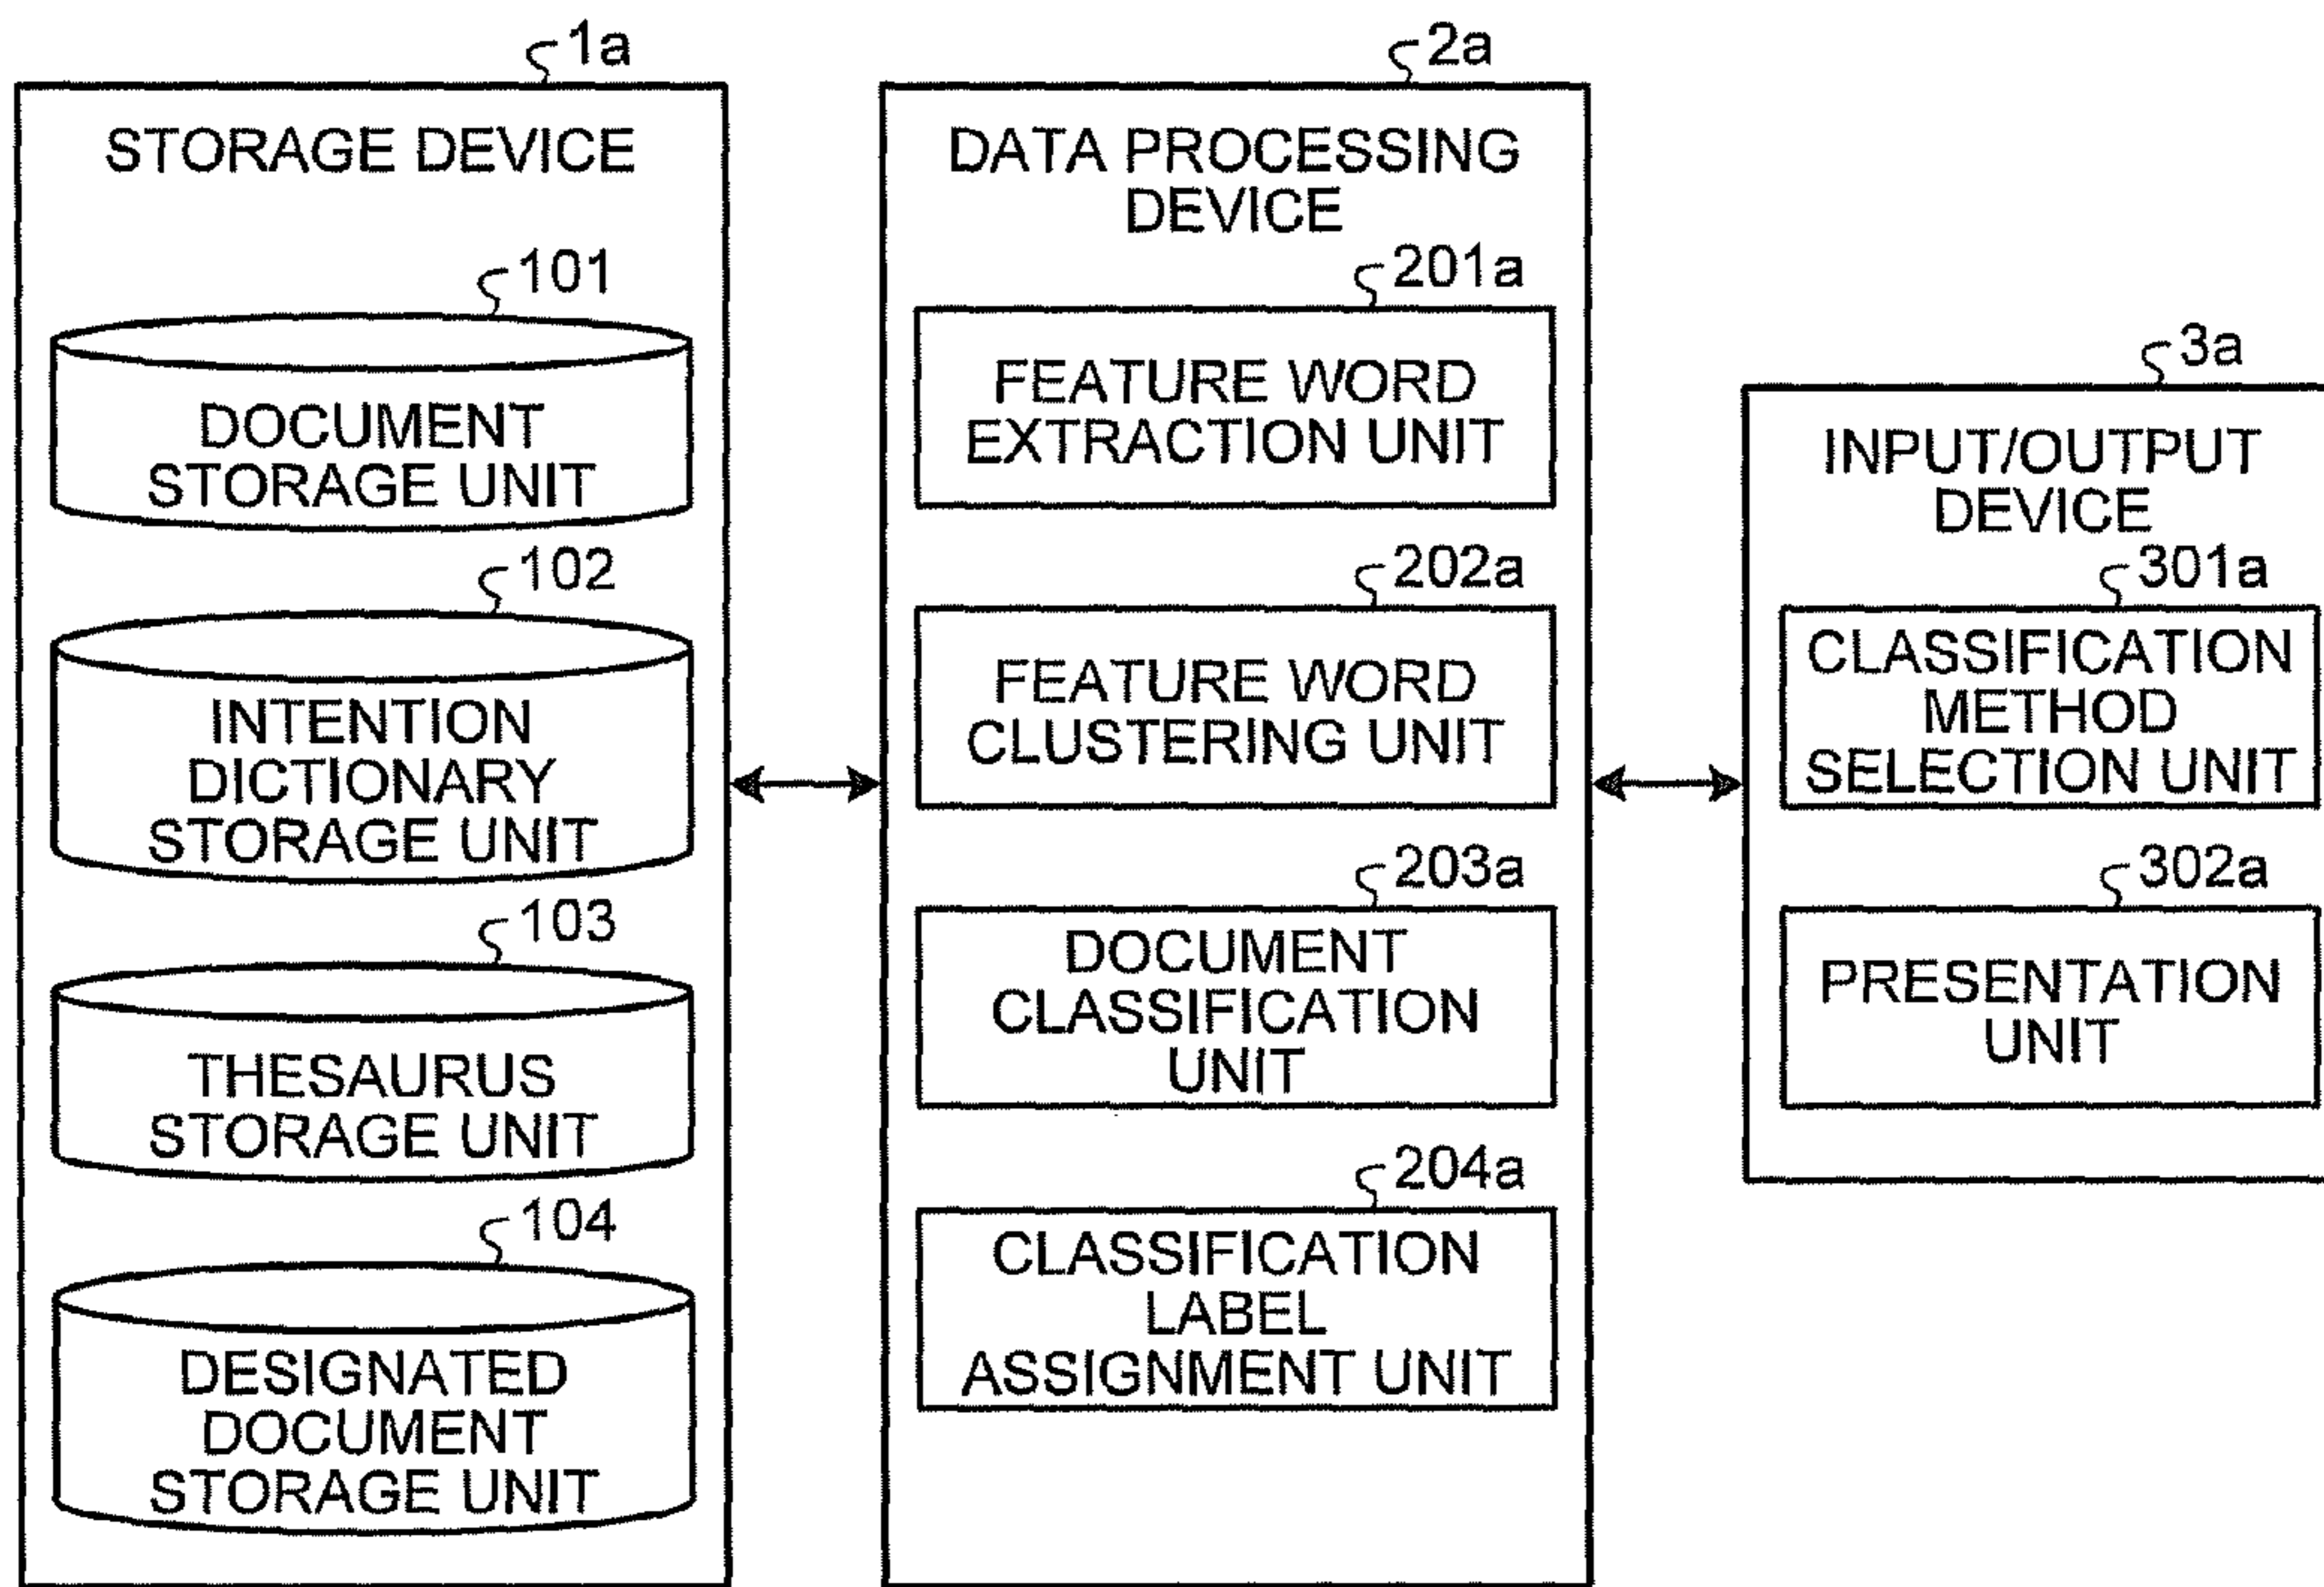 1a
STORAGE DEVICE
101
DOCUMENT
STORAGE UNIT
102
INTENTION
DICTIONARY
STORAGE UNIT
103
THESAURUS
STORAGE UNIT
104
DESIGNATED
DOCUMENT
STORAGE UNIT
2a
DATA PROCESSING
DEVICE
201a
FEATURE WORD
EXTRACTION UNIT
202a
FEATURE WORD
CLUSTERING UNIT
203a
DOCUMENT
CLASSIFICATION
UNIT
204a
CLASSIFICATION
LABEL
ASSIGNMENT UNIT
3a
INPUT/OUTPUT
DEVICE
301a
CLASSIFICATION
METHOD
SELECTION UNIT
302a
PRESENTATION
UNIT